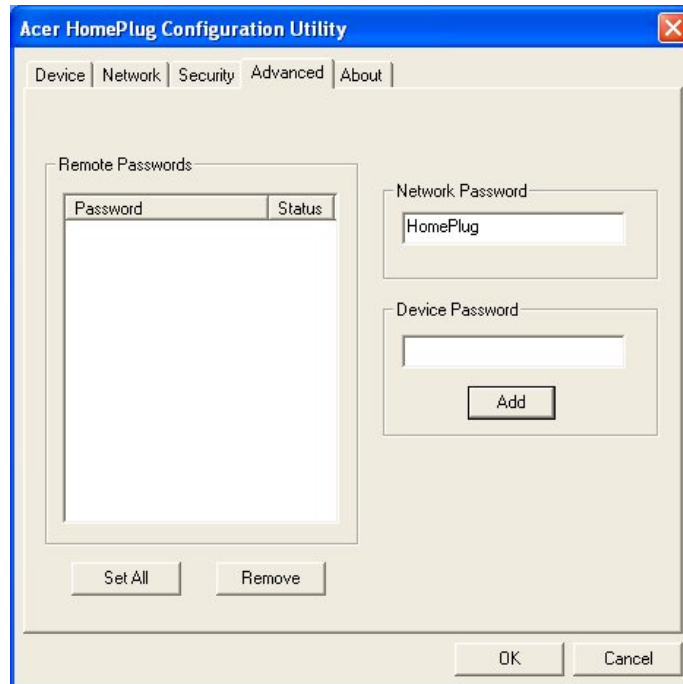 Acer HomePlug Configuration Utility
Device Network Security Advanced About
Remote Passwords
Password Status
Network Password
HomePlug
Device Password
Add
Set All Remove
OK Cancel